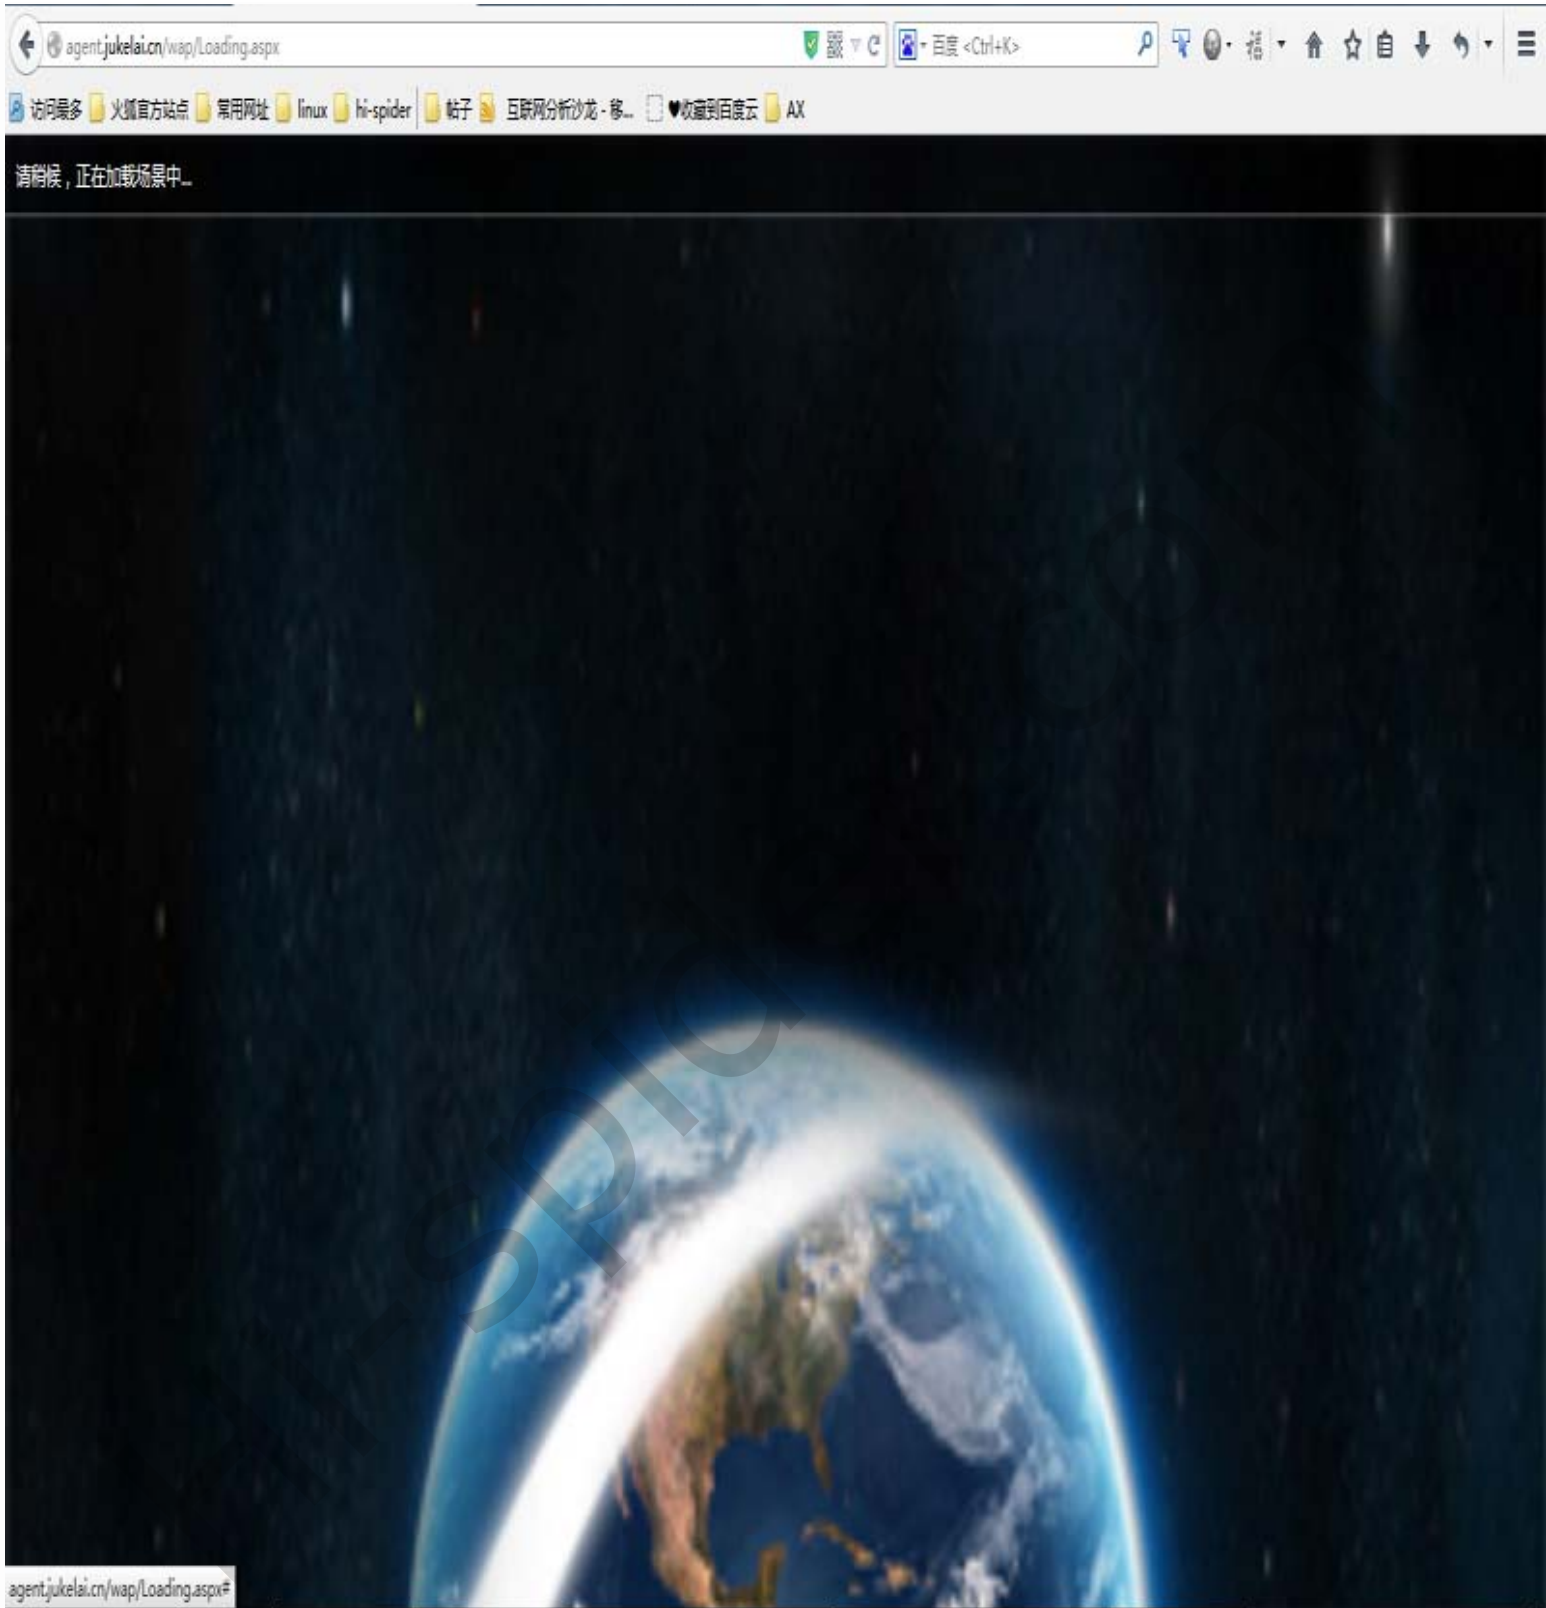 agent.jukelai.cn/wap/Loading.aspx
百度 <Ctrl+K>
访问最多 火狐官方站点 常用网址 linux hi-spider 帖子 互联网分析沙龙 - 移... ♥收藏到百度云 AX
请稍候，正在加载场景中...
agent.jukelai.cn/wap/Loading.aspx#